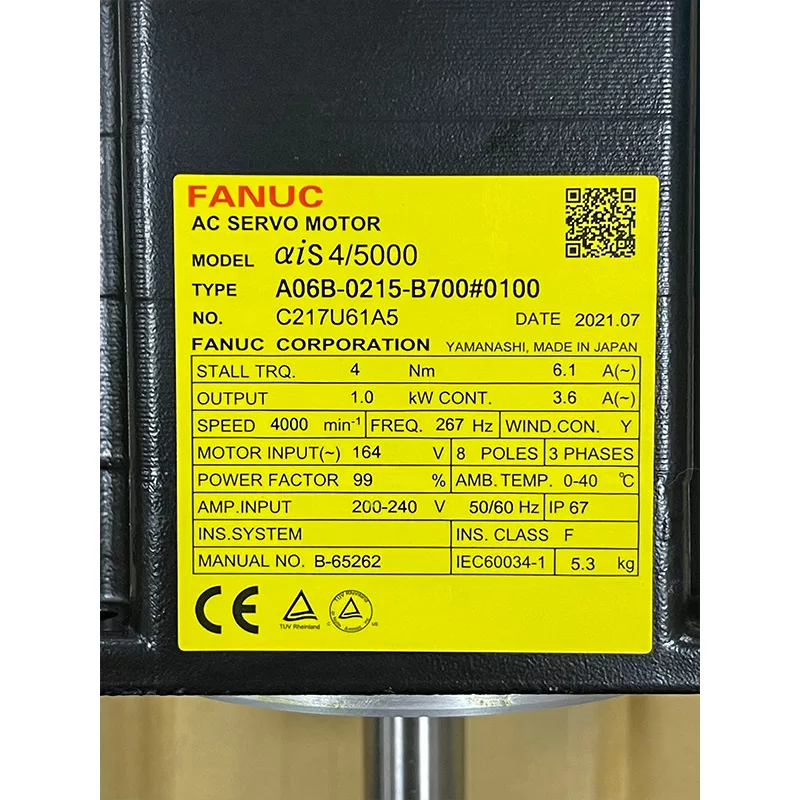 FANUC
AC SERVO MOTOR
MODEL αiS 4/5000
TYPE A06B-0215-B700#0100
NO. C217U61A5 DATE 2021.07
FANUC CORPORATION YAMANASHI, MADE IN JAPAN
STALL TRQ. 4 Nm 6.1 A(~)
OUTPUT 1.0 kW CONT. 3.6 A(~)
SPEED 4000 min⁻¹ FREQ. 267 Hz WIND.CON. Y
MOTOR INPUT(~) 164 V 8 POLES 3 PHASES
POWER FACTOR 99 % AMB.TEMP. 0-40 ℃
AMP.INPUT 200-240 V 50/60 Hz IP 67
INS.SYSTEM INS. CLASS F
MANUAL NO. B-65262 IEC60034-1 5.3 kg
CE
TÜV Rheinland